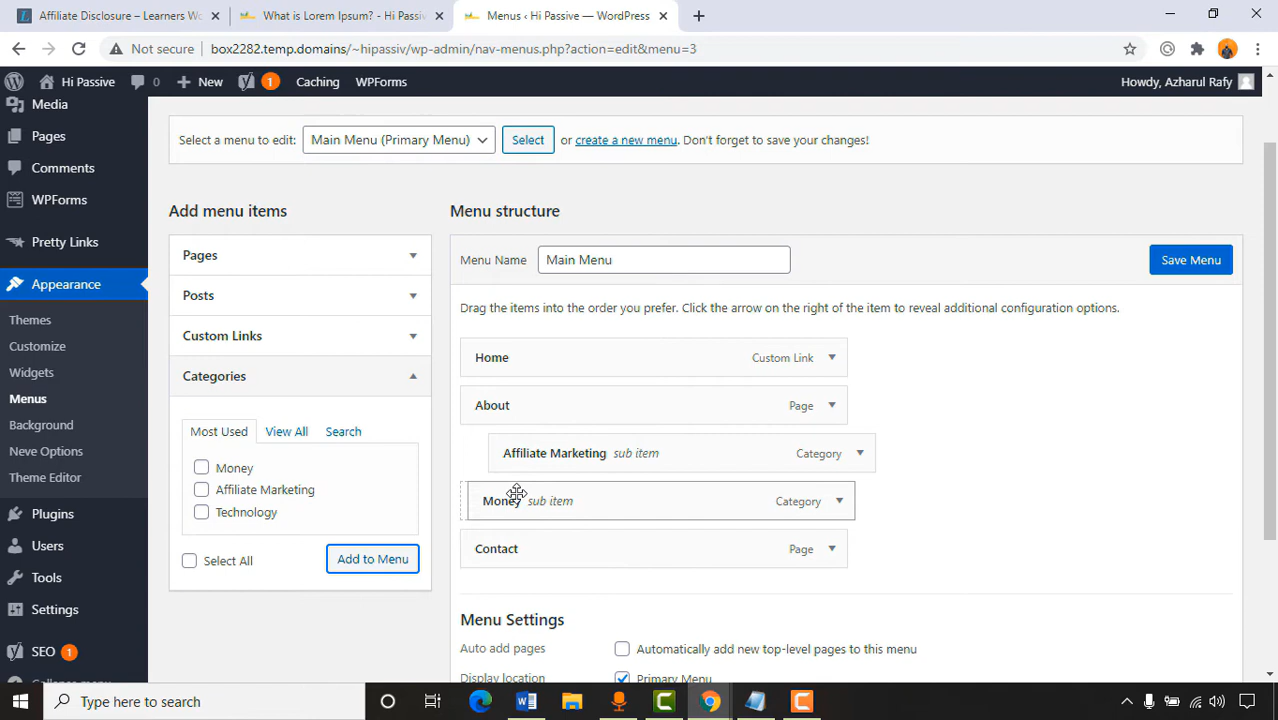 Affiliate Disclosure – Learners Wo
What is Lorem Ipsum? - Hi Passiv
Menus ‹ Hi Passive — WordPress
Not secure
box2282.temp.domains/~hipassiv/wp-admin/nav-menus.php?action=edit&menu=3
Hi Passive
0
New
1
Caching
WPForms
Howdy, Azharul Rafy
Media
Pages
Comments
WPForms
Pretty Links
Appearance
Themes
Customize
Widgets
Menus
Background
Neve Options
Theme Editor
Plugins
Users
Tools
Settings
SEO 1
Select a menu to edit:
Main Menu (Primary Menu)
Select
or create a new menu. Don't forget to save your changes!
Add menu items
Pages
Posts
Custom Links
Categories
Most Used
View All
Search
Money
Affiliate Marketing
Technology
Select All
Add to Menu
Menu structure
Menu Name
Main Menu
Save Menu
Drag the items into the order you prefer. Click the arrow on the right of the item to reveal additional configuration options.
Home
Custom Link
About
Page
Affiliate Marketing sub item
Category
Money sub item
Category
Contact
Page
Menu Settings
Auto add pages
Automatically add new top-level pages to this menu
Display location
Primary Menu
Type here to search